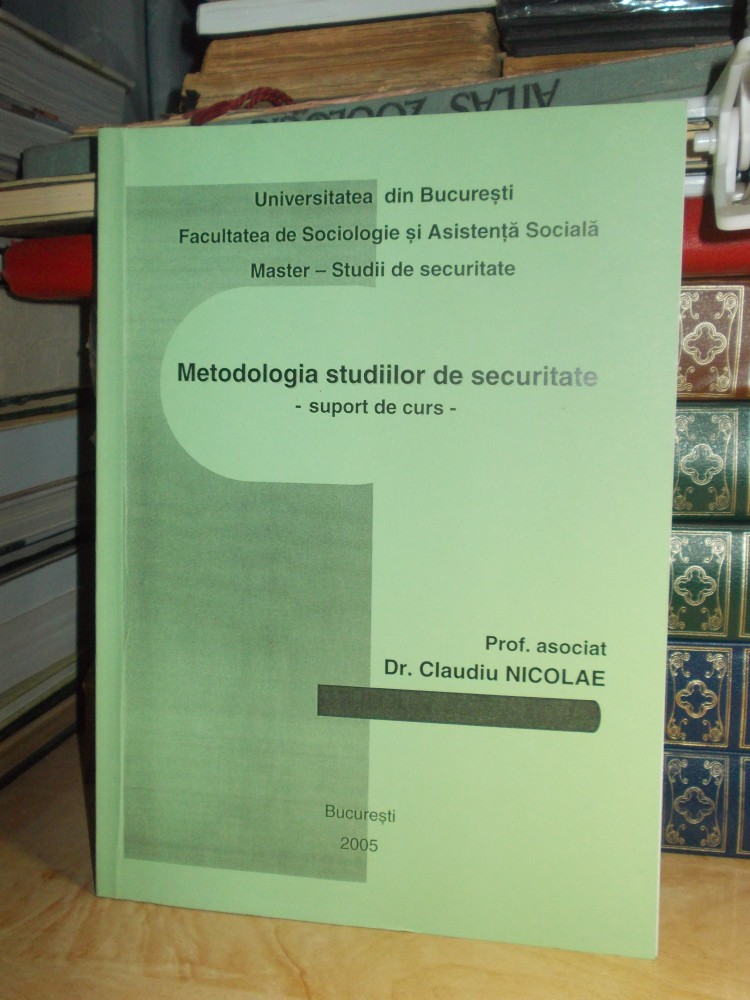 ATLAS ZOOLOGIC
Universitatea din București
Facultatea de Sociologie și Asistență Socială
Master – Studii de securitate
Metodologia studiilor de securitate
- suport de curs -
Prof. asociat
Dr. Claudiu NICOLAE
București
2005